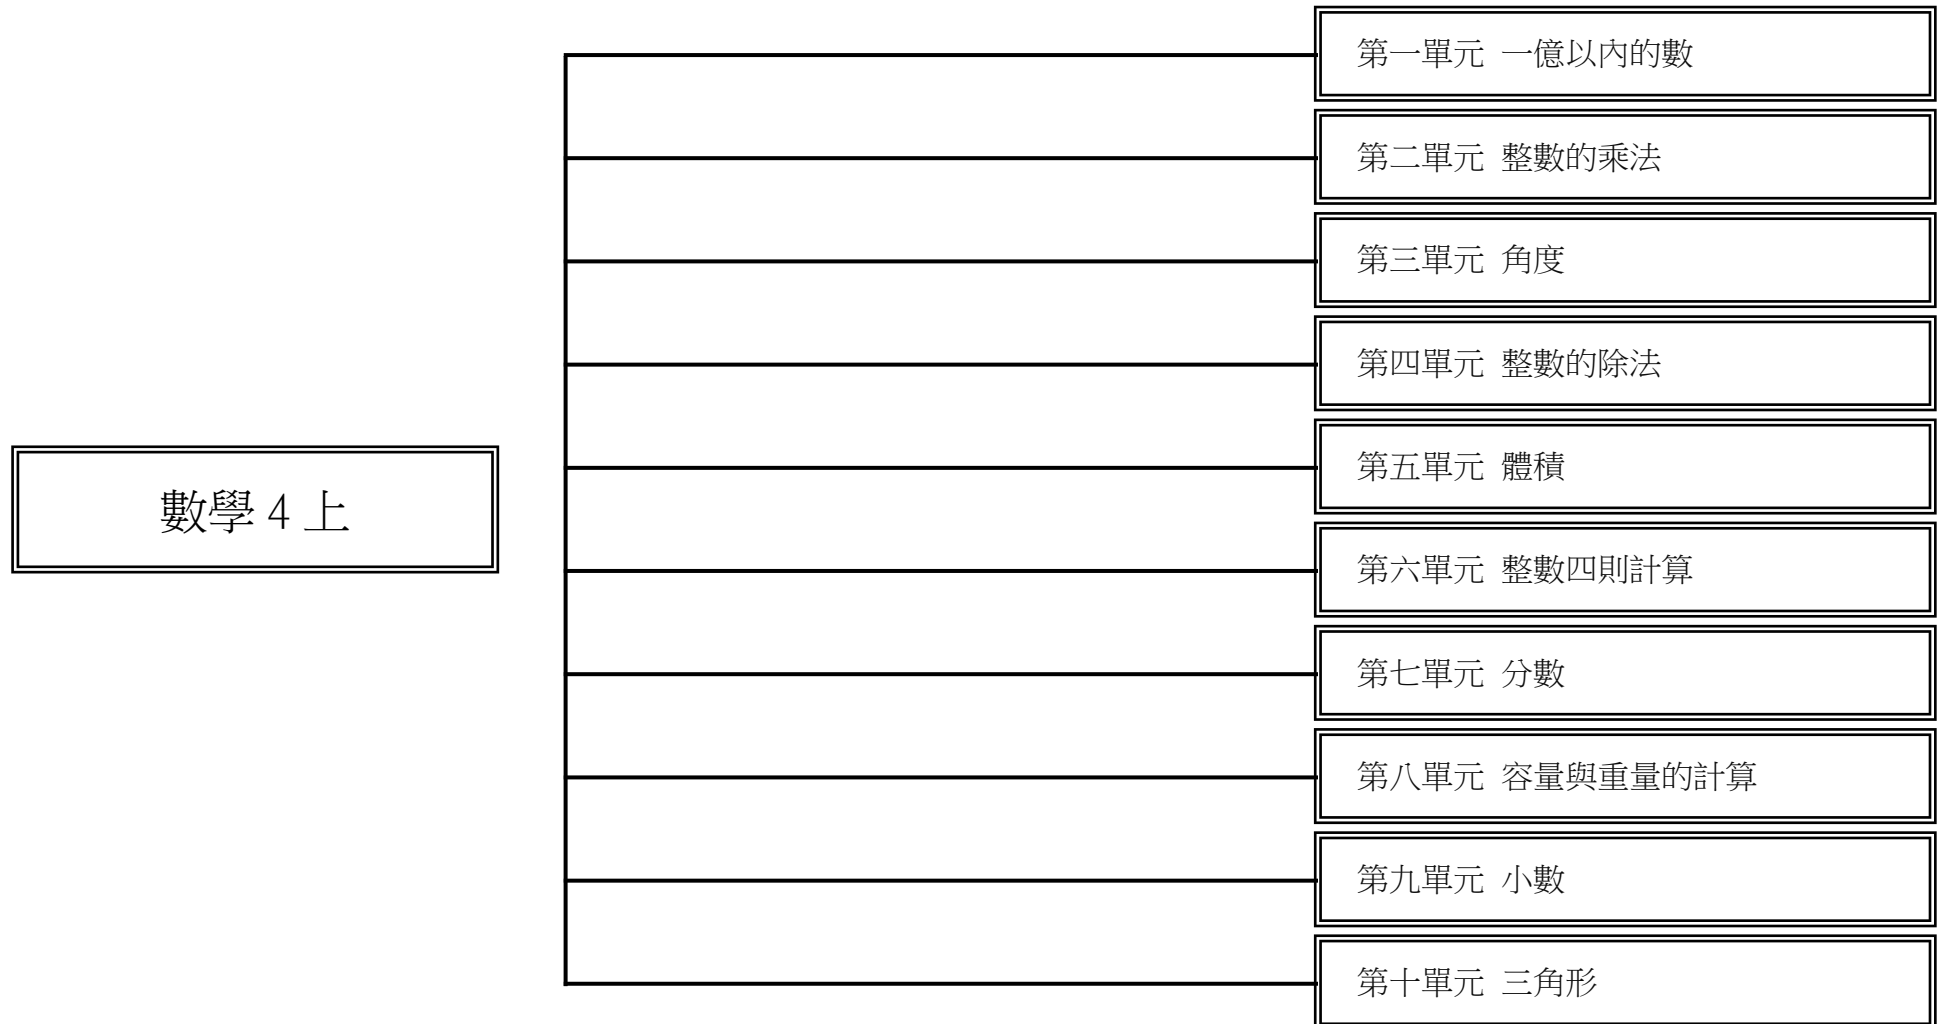 數學 4 上
第一單元 一億以內的數
第二單元 整數的乘法
第三單元 角度
第四單元 整數的除法
第五單元 體積
第六單元 整數四則計算
第七單元 分數
第八單元 容量與重量的計算
第九單元 小數
第十單元 三角形